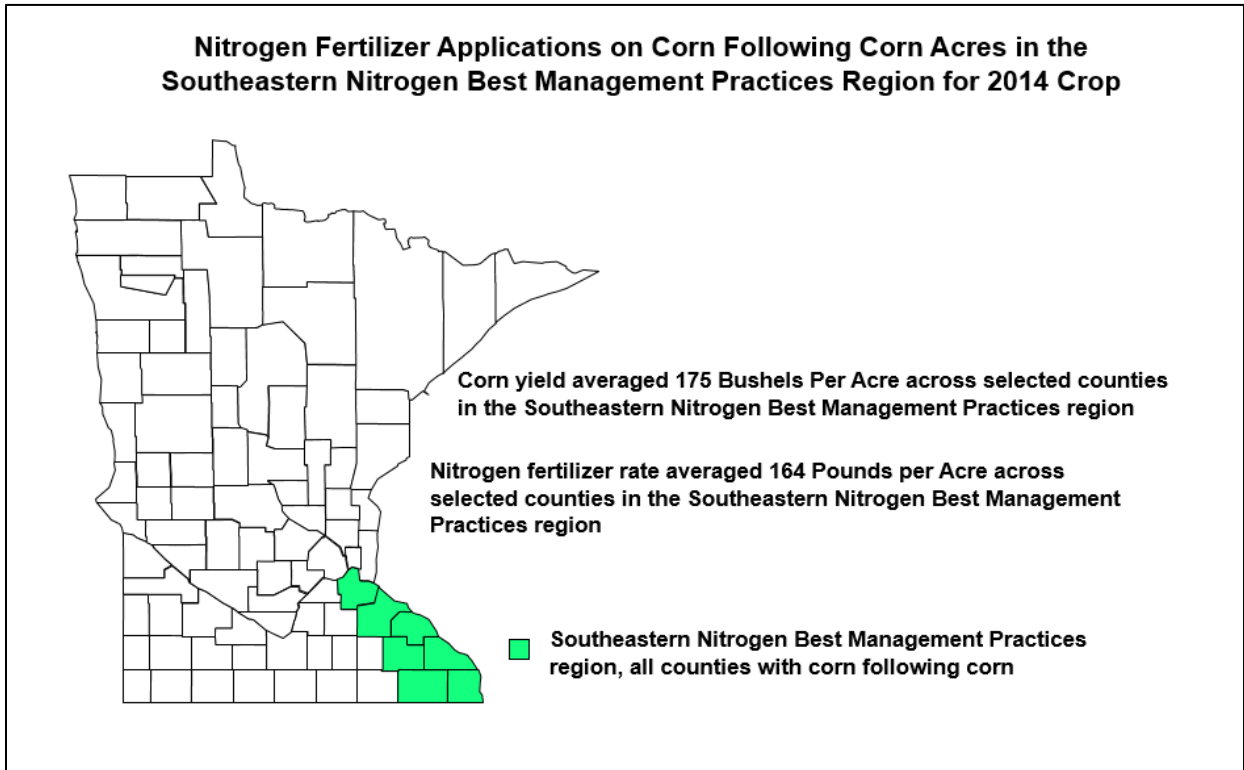 Nitrogen Fertilizer Applications on Corn Following Corn Acres in the
Southeastern Nitrogen Best Management Practices Region for 2014 Crop
Corn yield averaged 175 Bushels Per Acre across selected counties
in the Southeastern Nitrogen Best Management Practices region
Nitrogen fertilizer rate averaged 164 Pounds per Acre across
selected counties in the Southeastern Nitrogen Best Management
Practices region
Southeastern Nitrogen Best Management Practices
region, all counties with corn following corn